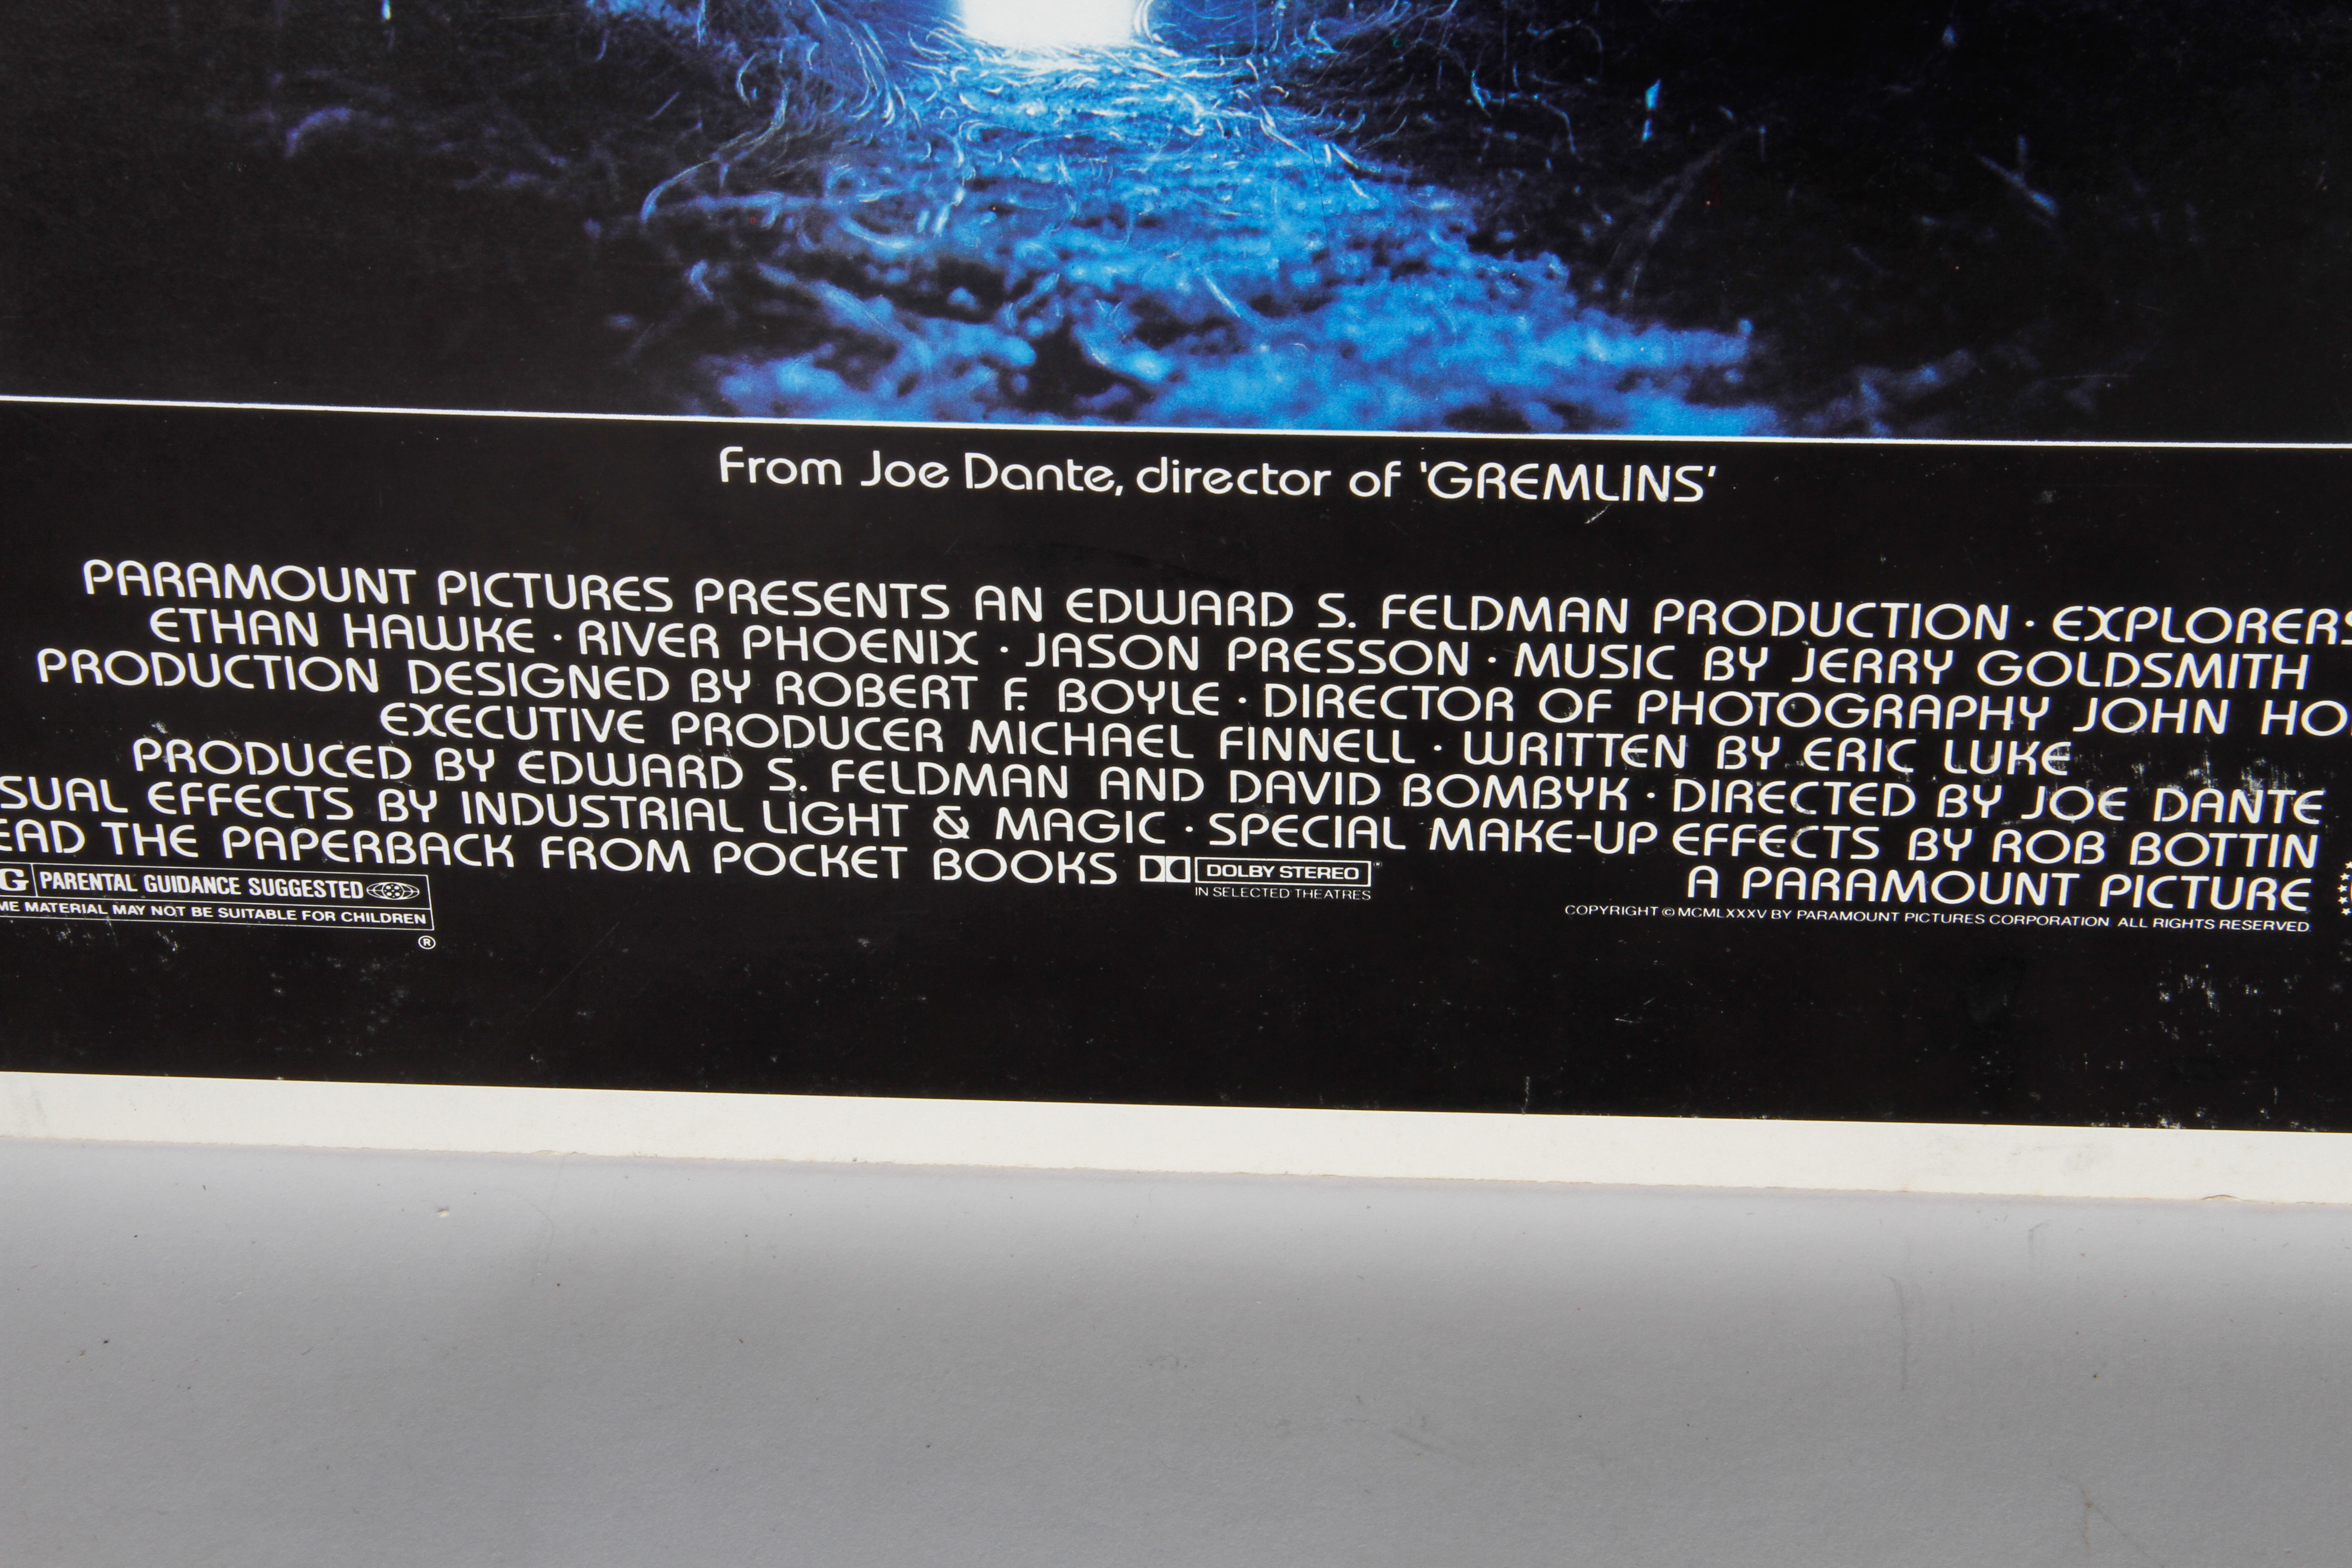 From Joe Dante, director of 'GREMLINS'
PARAMOUNT PICTURES PRESENTS AN EDWARD S. FELDMAN PRODUCTION · EXPLORERS
ETHAN HAWKE · RIVER PHOENIX · JASON PRESSON · MUSIC BY JERRY GOLDSMITH
PRODUCTION DESIGNED BY ROBERT F. BOYLE · DIRECTOR OF PHOTOGRAPHY JOHN
EXECUTIVE PRODUCER MICHAEL FINNELL · WRITTEN BY ERIC LUKE
PRODUCED BY EDWARD S. FELDMAN AND DAVID BOMBYK · DIRECTED BY JOE DANTE
EFFECTS BY INDUSTRIAL LIGHT & MAGIC · SPECIAL MAKE-UP EFFECTS BY ROB BOTTIN
THE PAPERBACK FROM POCKET BOOKS DOLBY STEREO
IN SELECTED THEATRES
A PARAMOUNT PICTURE
COPYRIGHT © MCMLXXXV BY PARAMOUNT PICTURES CORPORATION. ALL RIGHTS RESERVED
PARENTAL GUIDANCE SUGGESTED
MATERIAL MAY NOT BE SUITABLE FOR CHILDREN
®